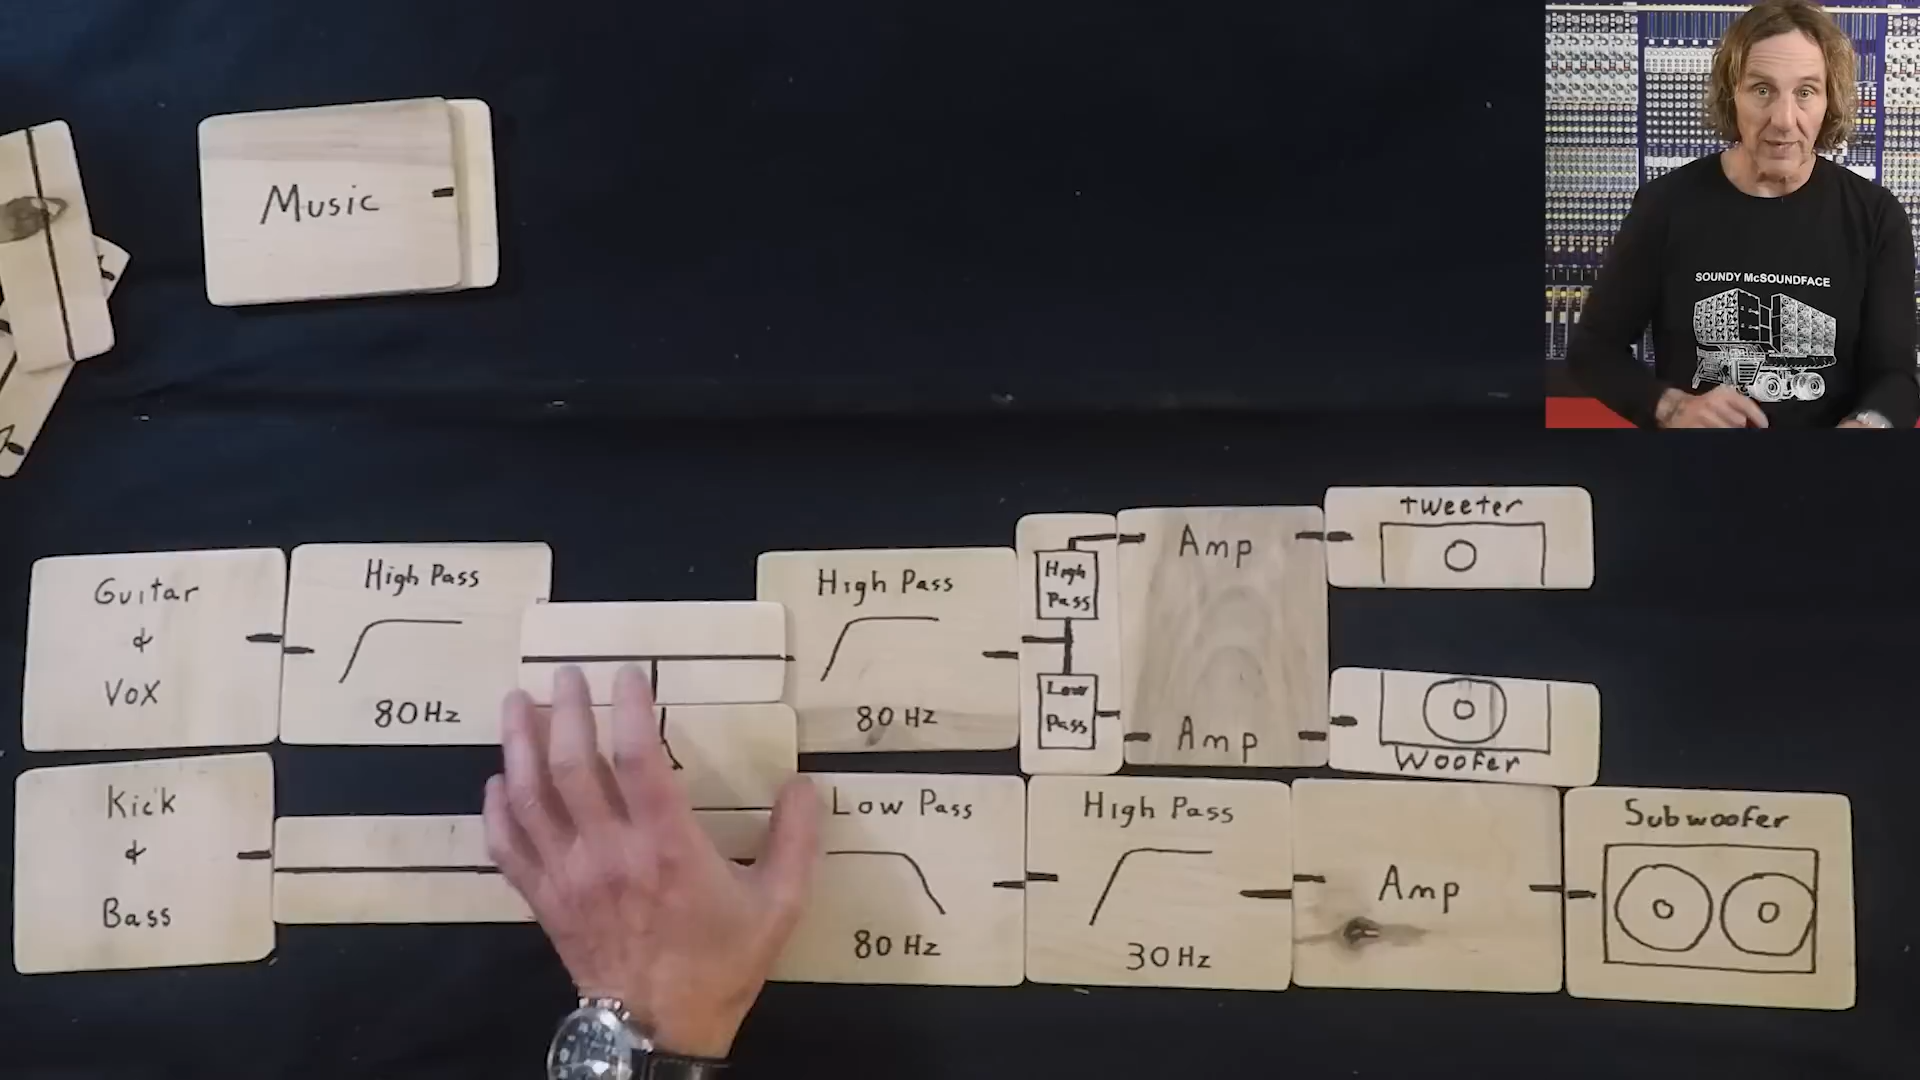 Music
SOUNDY McSOUNDFACE
Guitar
&
Vox
High Pass
80Hz
High Pass
80 Hz
High
Pass
Low
Pass
Amp
Amp
tweeter
Woofer
Kick
&
Bass
Low Pass
80 Hz
High Pass
30Hz
Amp
Subwoofer